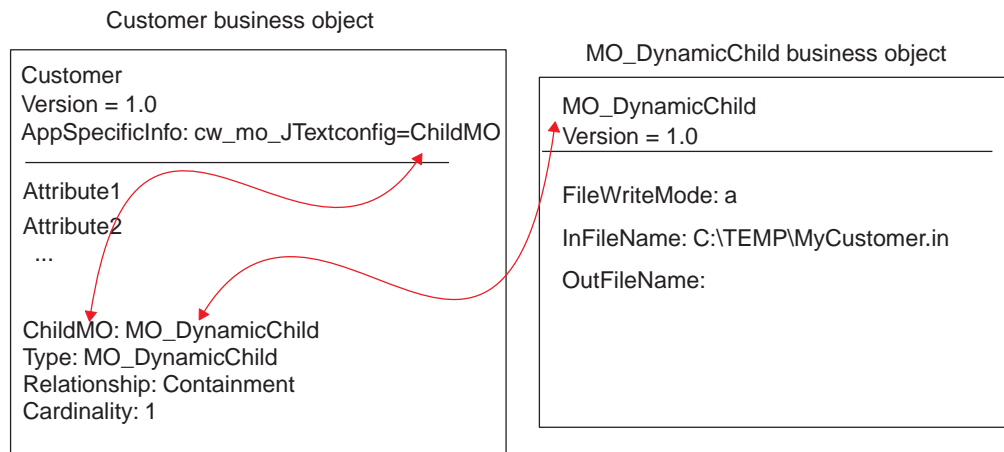 Customer business object
Customer
Version = 1.0
AppSpecificInfo: cw_mo_JTextconfig=ChildMO
Attribute1
Attribute2
...
ChildMO: MO_DynamicChild
Type: MO_DynamicChild
Relationship: Containment
Cardinality: 1
MO_DynamicChild business object
MO_DynamicChild
Version = 1.0
FileWriteMode: a
InFileName: C:\TEMP\MyCustomer.in
OutFileName: